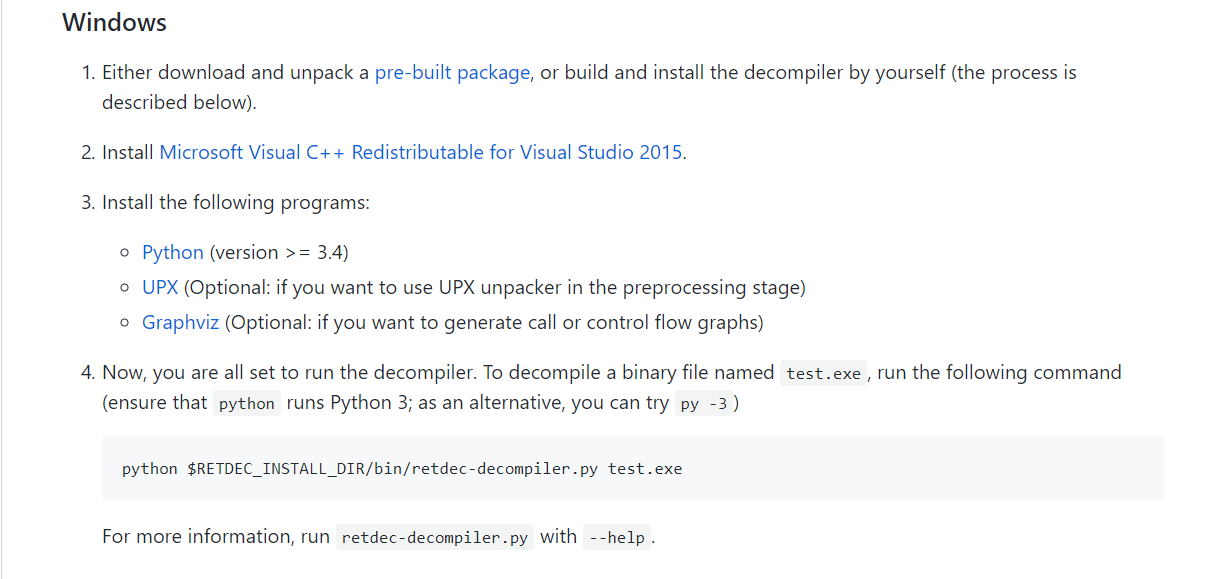 Windows
1. Either download and unpack a pre-built package, or build and install the decompiler by yourself (the process is
described below).
2. Install Microsoft Visual C++ Redistributable for Visual Studio 2015.
3. Install the following programs:
Python (version >= 3.4)
UPX (Optional: if you want to use UPX unpacker in the preprocessing stage)
Graphviz (Optional: if you want to generate call or control flow graphs)
4. Now, you are all set to run the decompiler. To decompile a binary file named test.exe, run the following command
(ensure that python runs Python 3; as an alternative, you can try py -3)
python $RETDEC_INSTALL_DIR/bin/retdec-decompiler.py test.exe
For more information, run retdec-decompiler.py with --help.